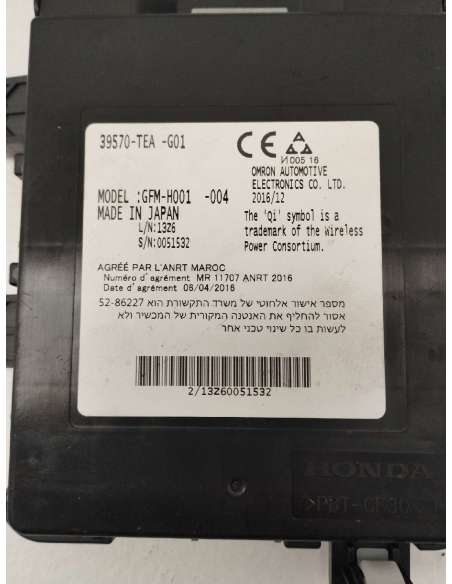 39570-TEA -G01
CE
И005 16
OMRON AUTOMOTIVE
ELECTRONICS CO. LTD.
2016/12
MODEL :GFM-H001 -004
MADE IN JAPAN
L/N:13Z6
S/N:0051532
The 'Qi' symbol is a
trademark of the Wireless
Power Consortium.
AGRÉÉ PAR L'ANRT MAROC
Numéro d'agrément MR 11707 ANRT 2016
Date d'agrément 08/04/2016
מספר אישור אלחוטי של משרד התקשורת הוא 52-86227
אסור להחליף את האנטנה המקורית של המכשיר ולא
לעשות בו כל שינוי טכני אחר
2/13Z60051532
HONDA